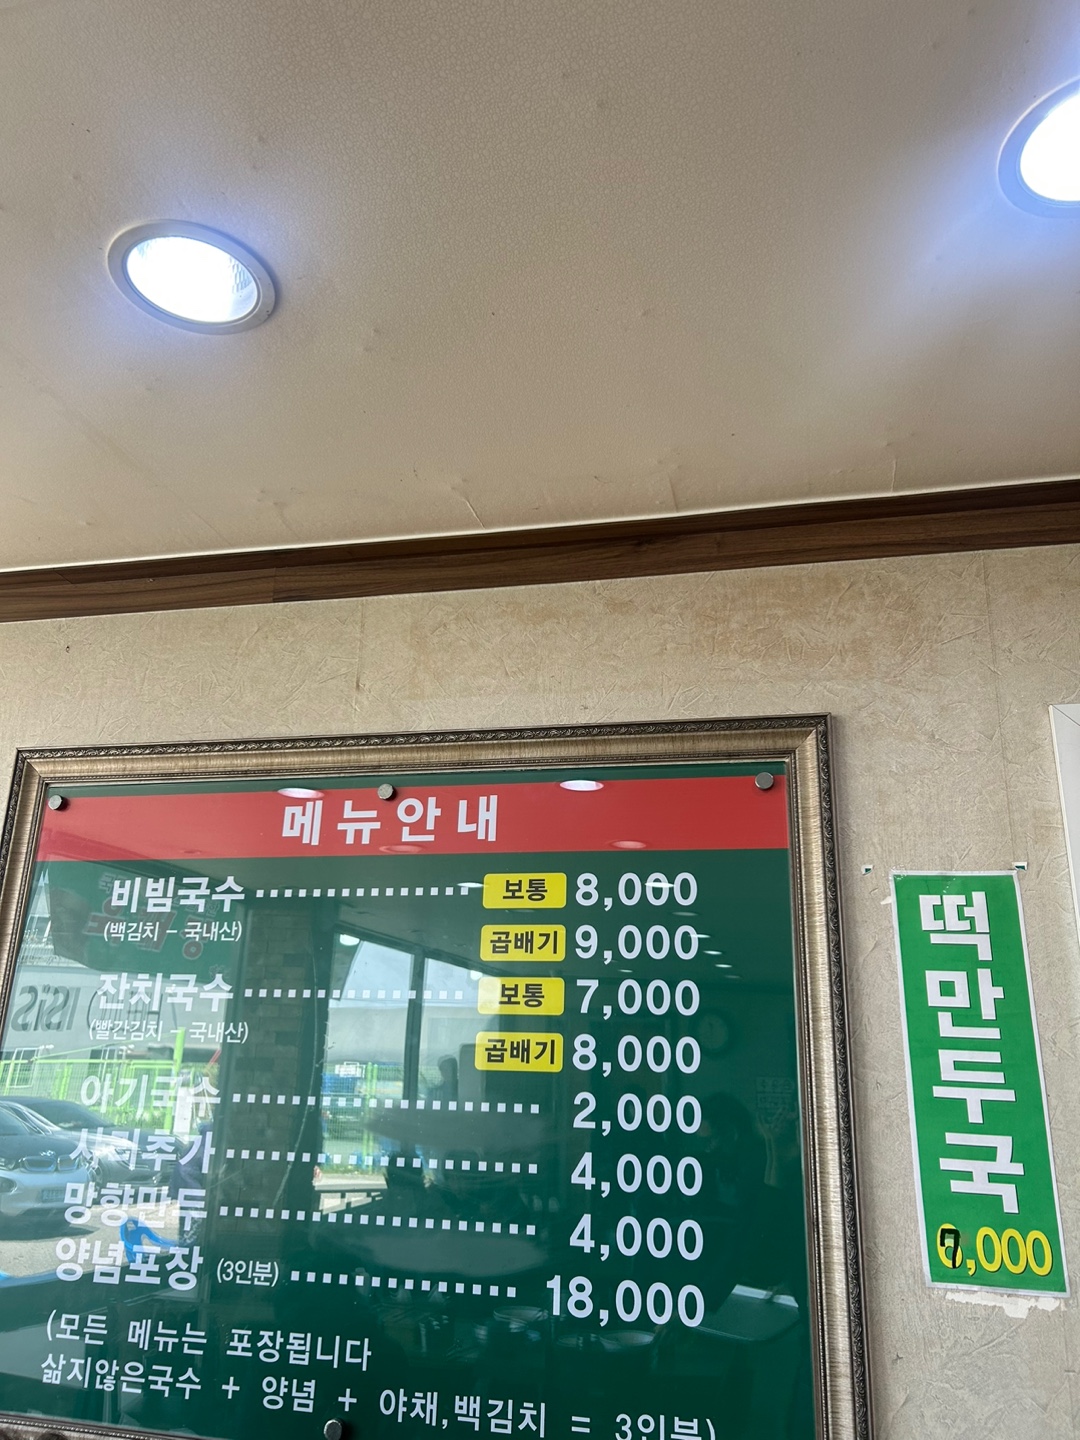 메뉴안내
비빔국수 보통 8,000
(백김치 - 국내산) 곱배기 9,000
잔치국수 보통 7,000
(빨간김치 - 국내산) 곱배기 8,000
아기국수 2,000
사리추가 4,000
망향만두 4,000
양념포장 (3인분) 18,000
(모든 메뉴는 포장됩니다
삶지않은국수 + 양념 + 야채,백김치 = 3인분)
떡만두국
7,000
ISIS